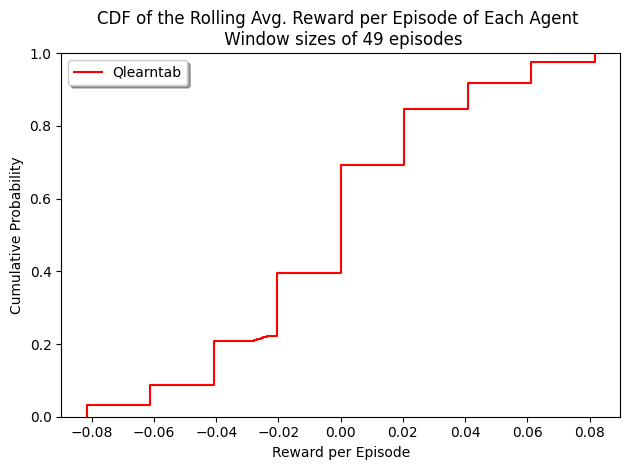 CDF of the Rolling Avg. Reward per Episode of Each Agent
Window sizes of 49 episodes
Qlearntab
1.0
0.8
0.6
0.4
0.2
0.0
Cumulative Probability
−0.08 −0.06 −0.04 −0.02 0.00 0.02 0.04 0.06 0.08
Reward per Episode